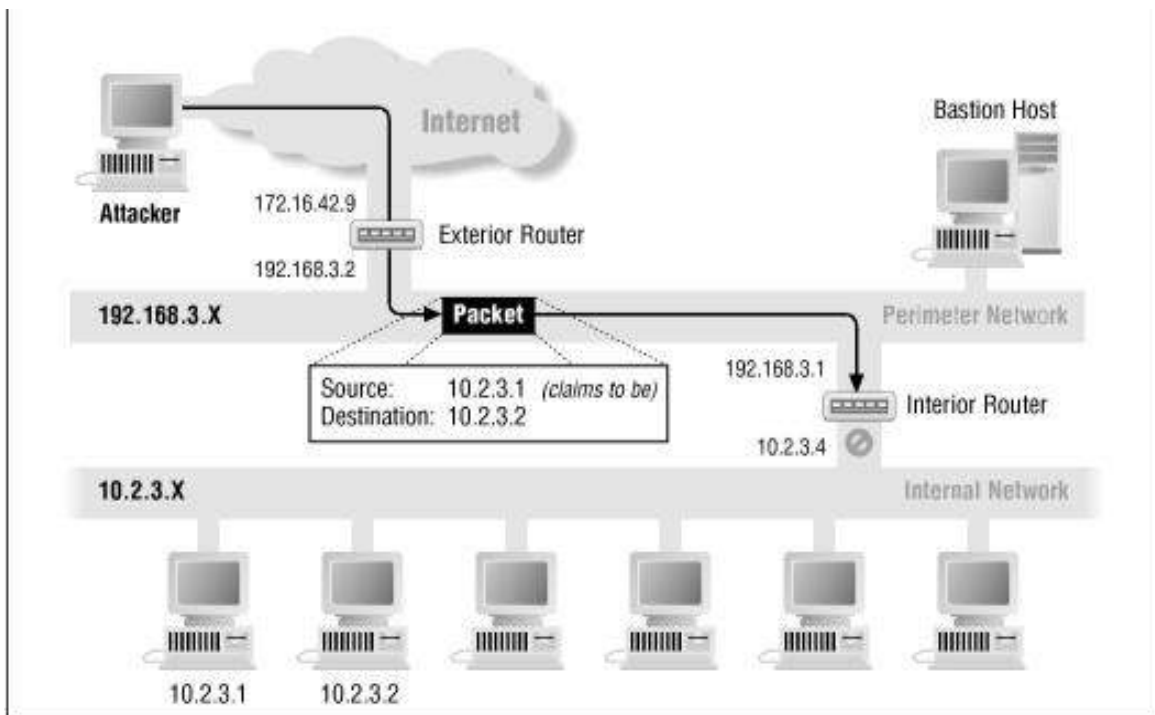 Internet
Bastion Host
Attacker
172.16.42.9
Exterior Router
192.168.3.2
192.168.3.X
Packet
Perimeter Network
Source: 10.2.3.1 (claims to be)
Destination: 10.2.3.2
192.168.3.1
Interior Router
10.2.3.4
10.2.3.X
Internal Network
10.2.3.1
10.2.3.2